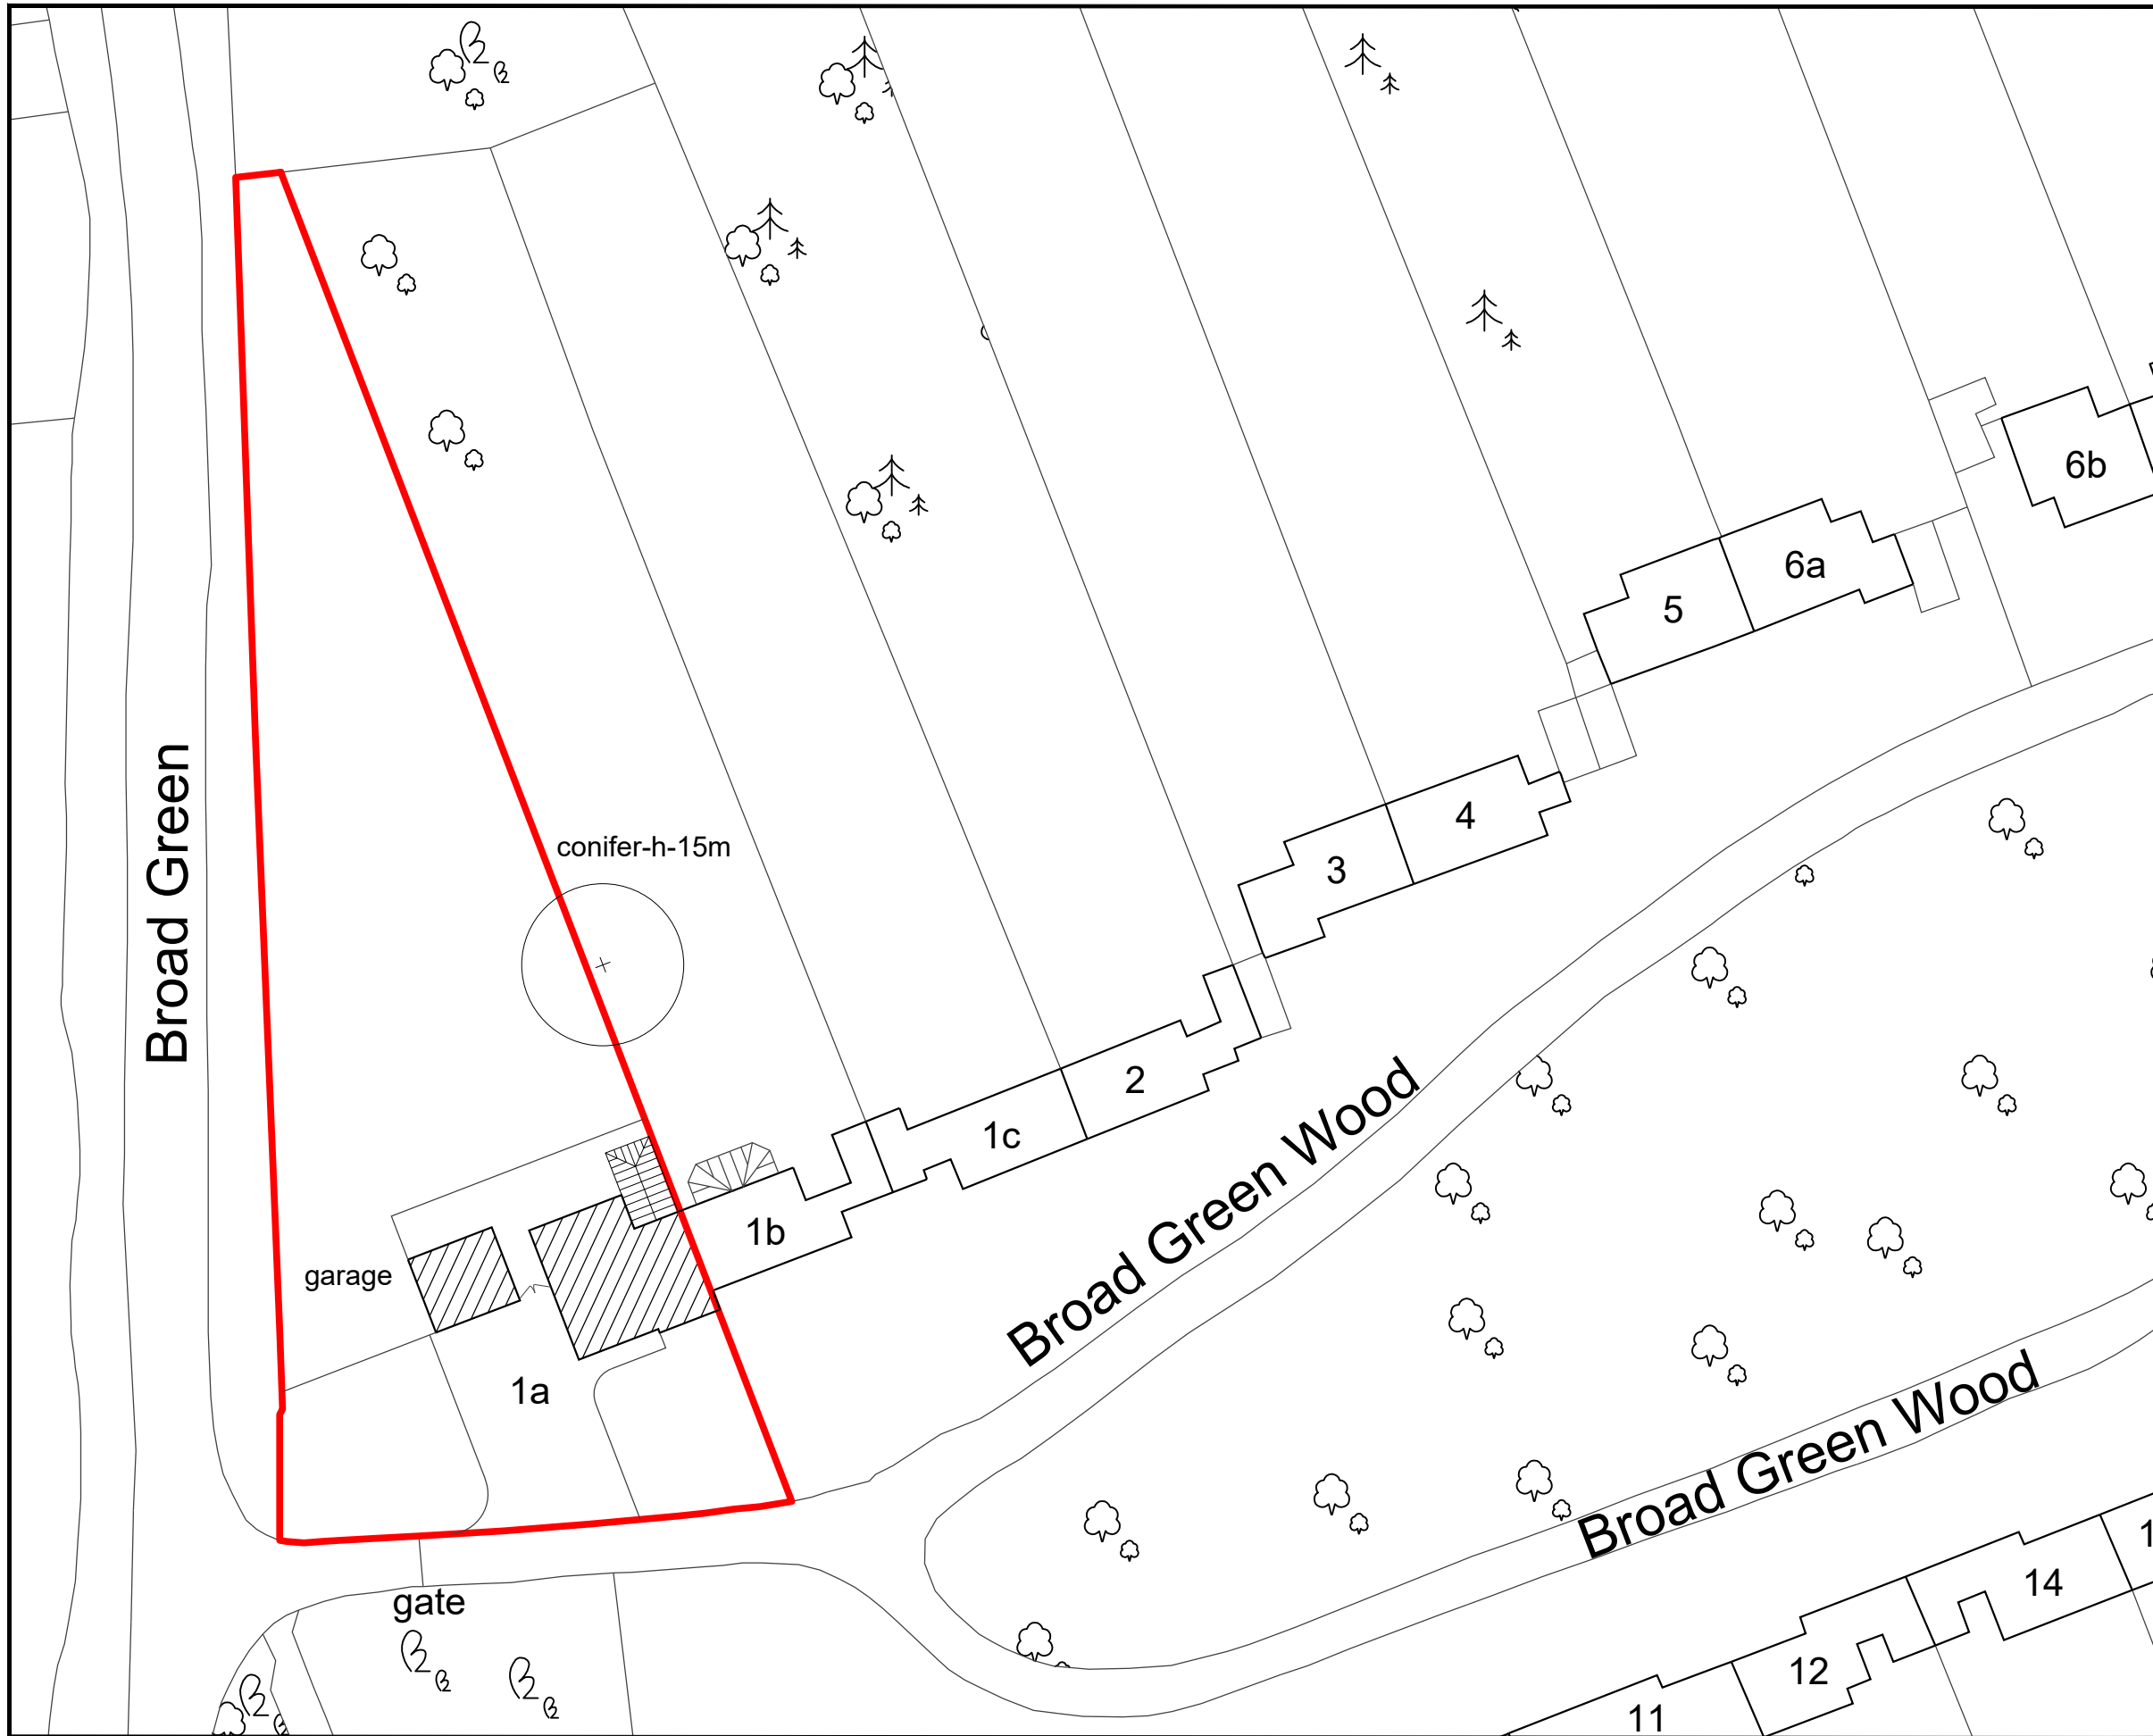 6b
6a
5
4
3
conifer-h-15m
Broad Green
2
1c
1b
garage
1a
Broad Green Wood
Broad Green Wood
gate
14
12
11